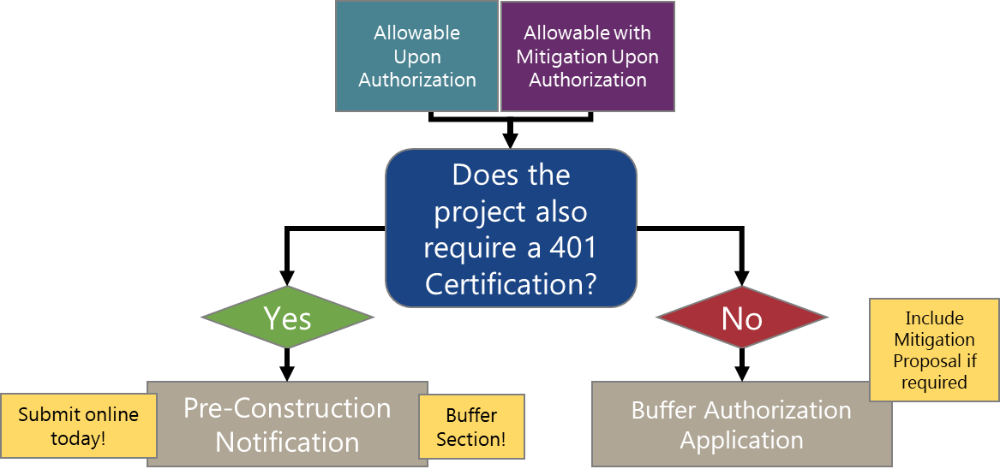 Allowable
Upon
Authorization
Allowable with
Mitigation Upon
Authorization
Does the
project also
require a 401
Certification?
Yes
No
Include
Mitigation
Proposal if
required
Submit online
today!
Pre-Construction
Notification
Buffer
Section!
Buffer Authorization
Application